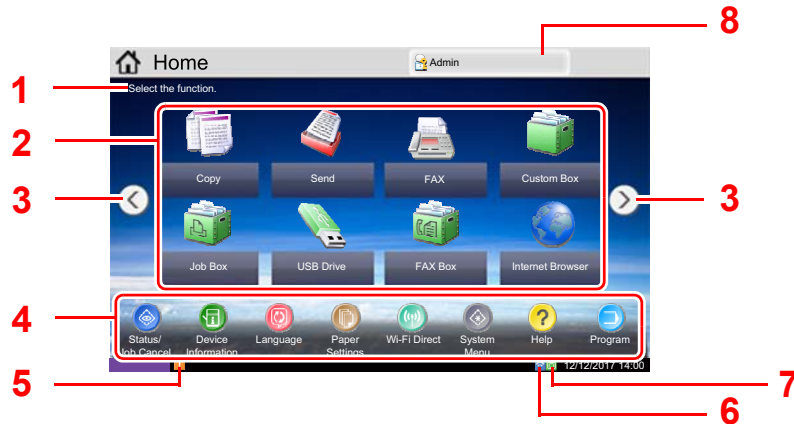 8
Home
Admin
1
Select the function.
2
Copy
Send
FAX
Custom Box
3
3
Job Box
USB Drive
FAX Box
Internet Browser
4
Status/
Job Cancel
Device
Information
Language
Paper
Settings
Wi-Fi Direct
System
Menu
Help
Program
12/12/2017 14:00
5
7
6